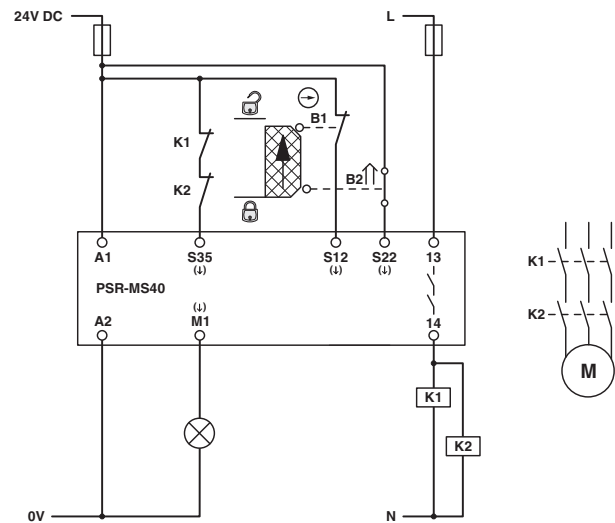 24V DC
L
B1
K1
B2
K2
A1
S35
(↓)
S12
(↓)
S22
(↓)
13
PSR-MS40
A2
(↓)
M1
14
K1
K2
0V
N
K1
K2
M